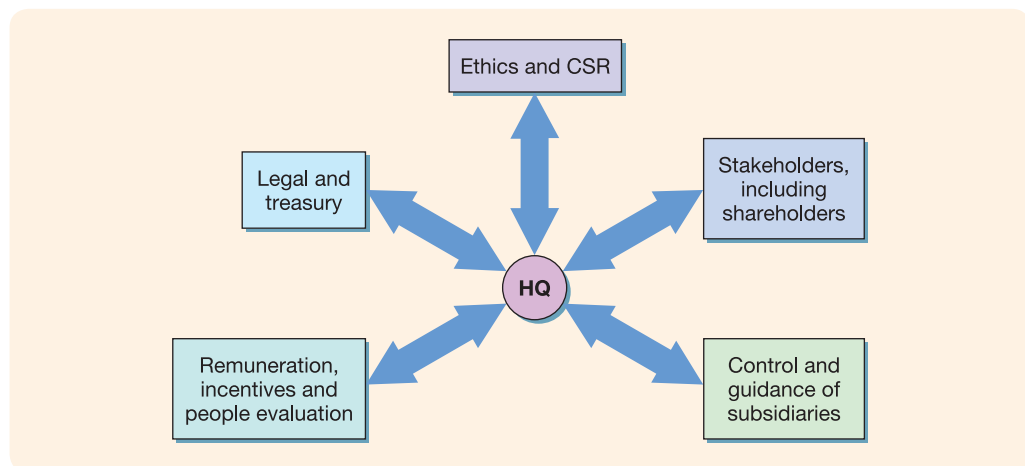 Ethics and CSR
Legal and
treasury
Stakeholders,
including
shareholders
HQ
Remuneration,
incentives and
people evaluation
Control and
guidance of
subsidiaries